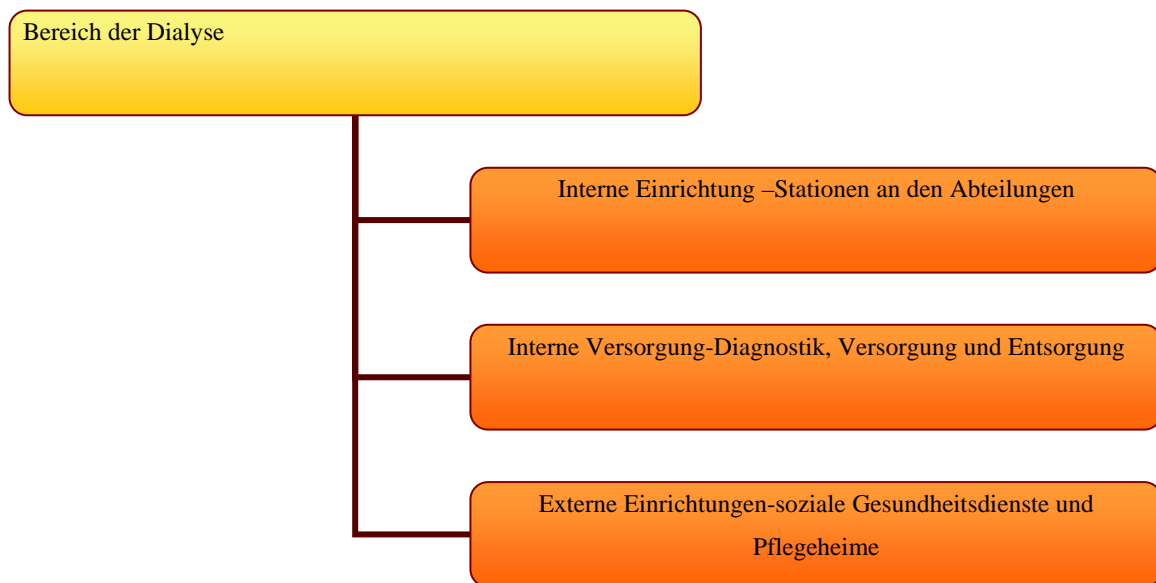 Bereich der Dialyse
Interne Einrichtung –Stationen an den Abteilungen
Interne Versorgung-Diagnostik, Versorgung und Entsorgung
Externe Einrichtungen-soziale Gesundheitsdienste und
Pflegeheime